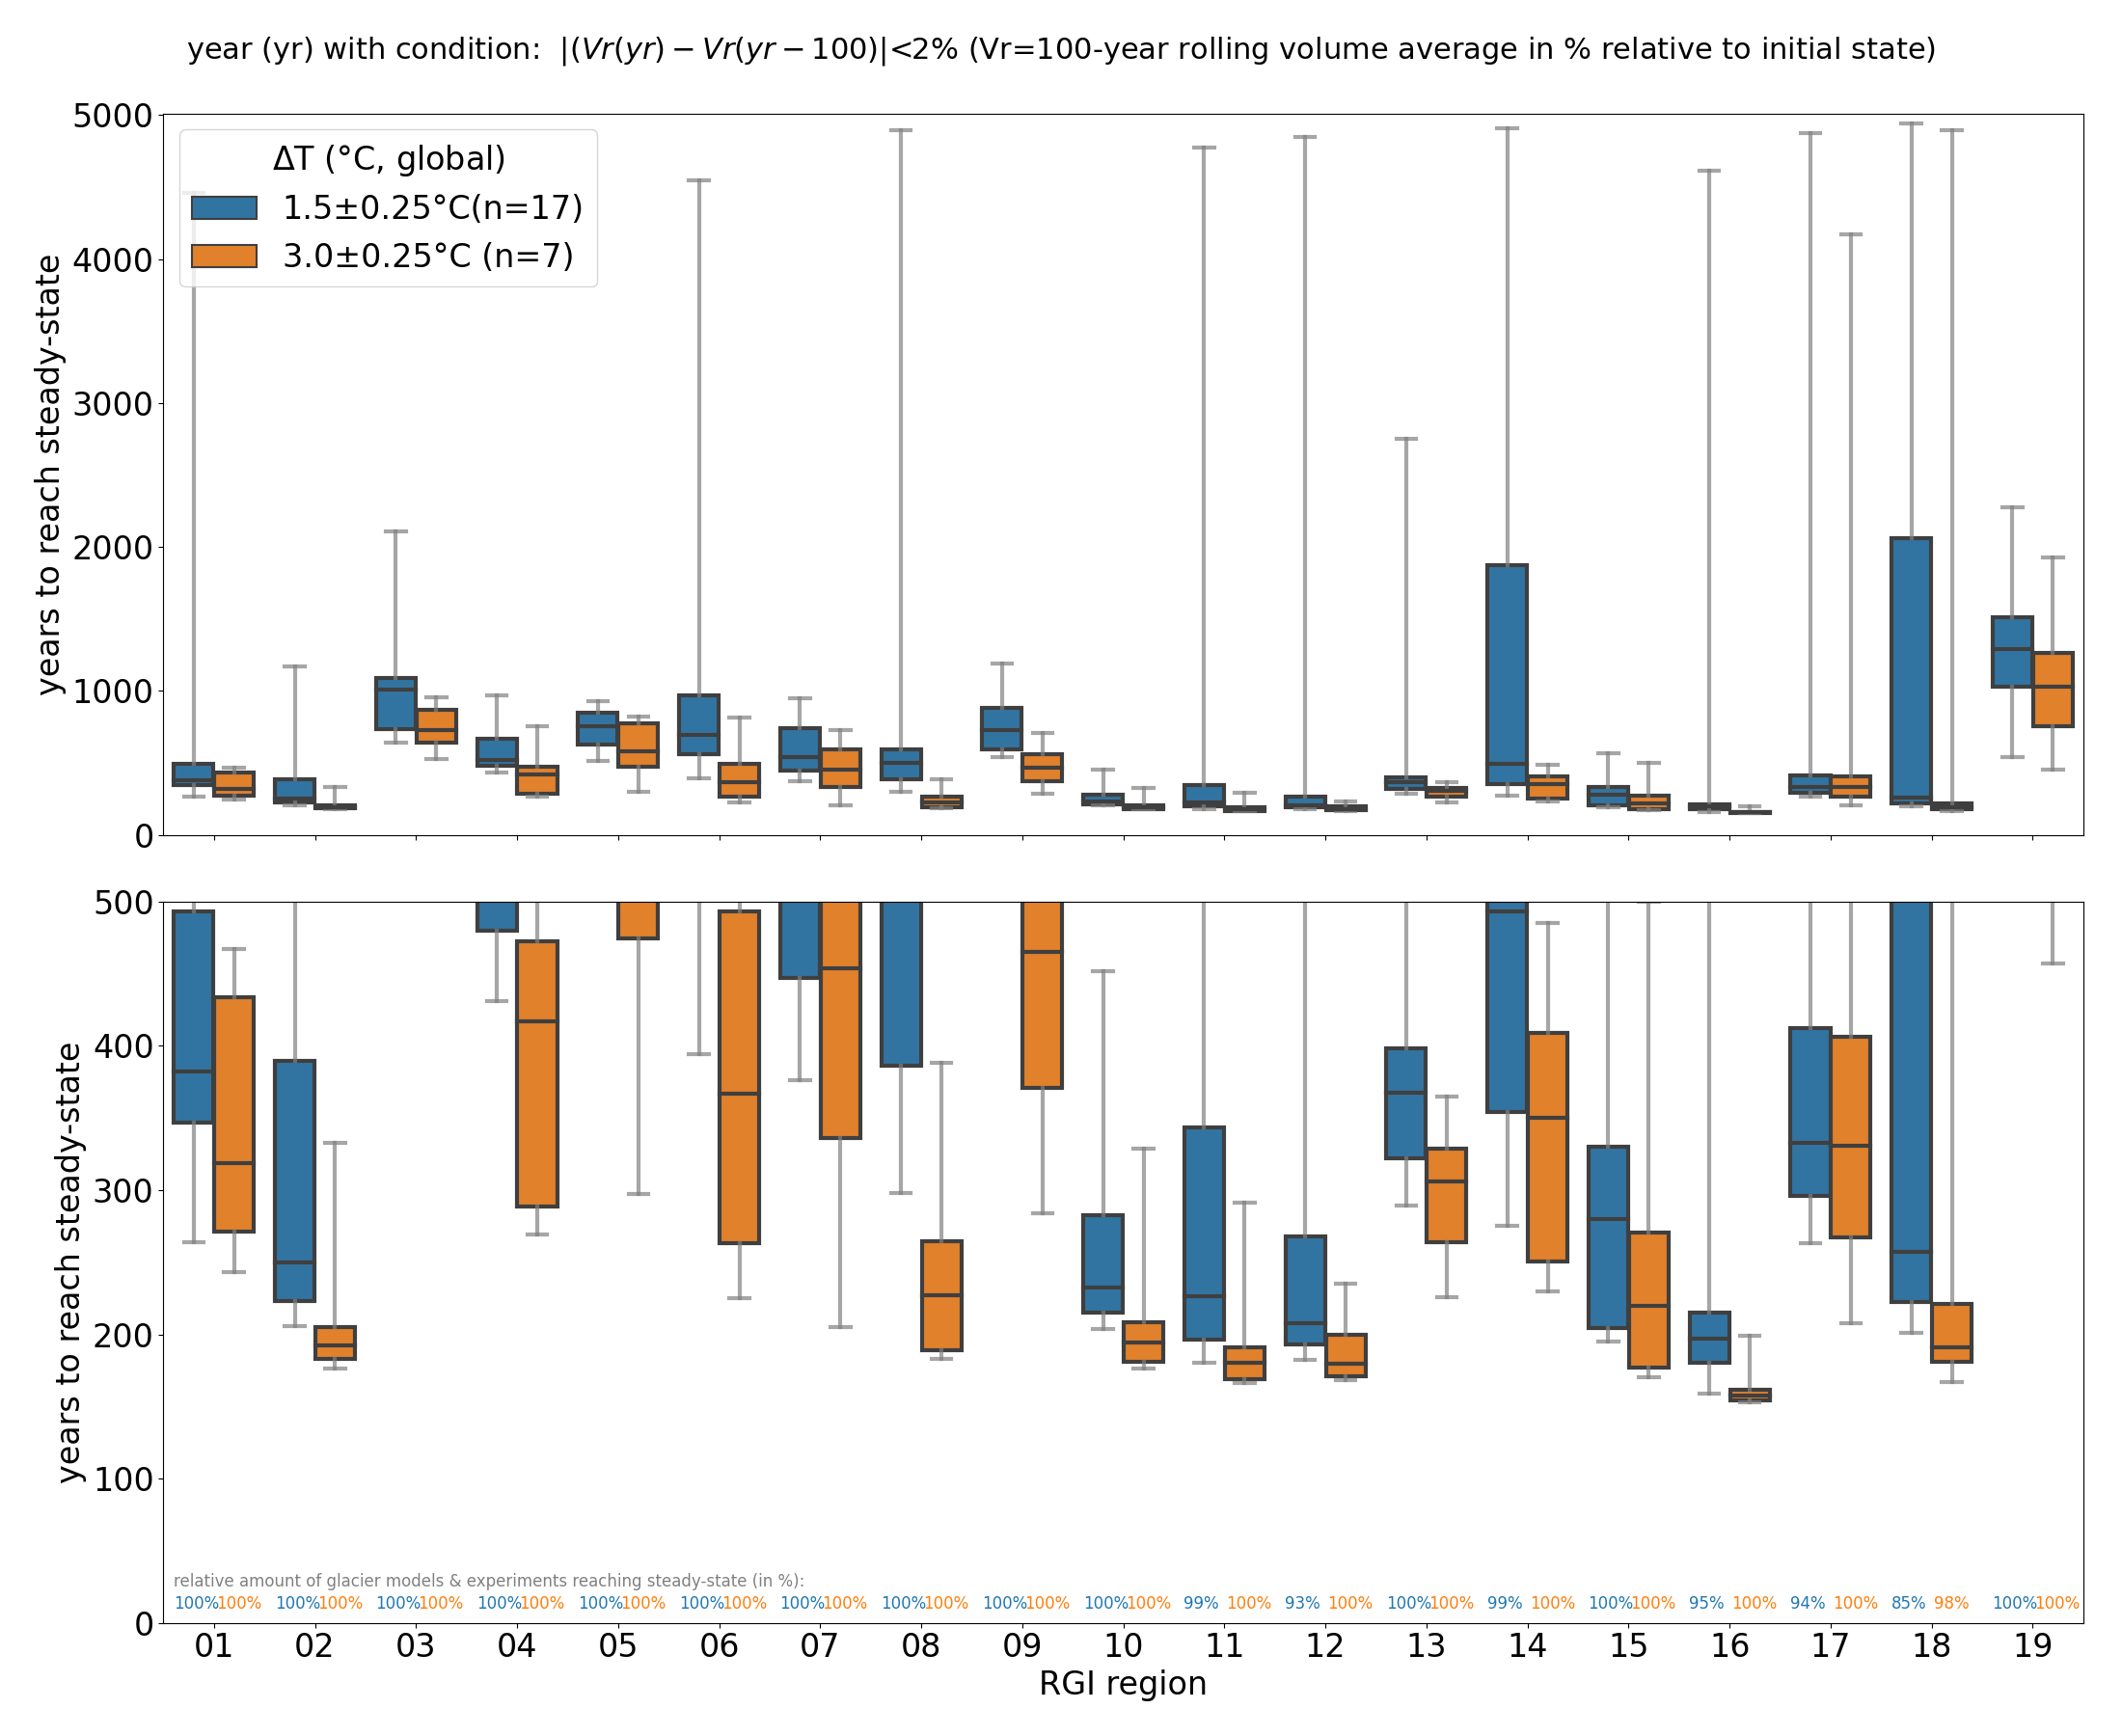 year (yr) with condition: |(Vr(yr) − Vr(yr − 100)|<2% (Vr=100-year rolling volume average in % relative to initial state)
5000
4000
3000
2000
1000
0
years to reach steady-state
ΔT (°C, global)
1.5±0.25°C(n=17)
3.0±0.25°C (n=7)
500
400
300
200
100
0
years to reach steady-state
relative amount of glacier models & experiments reaching steady-state (in %):
100% 100% 100% 100% 100% 100% 100% 100% 100% 100% 100% 100% 100% 100% 100% 100% 100% 100% 100% 100% 99% 100% 93% 100% 100% 100% 99% 100% 100% 100% 95% 100% 94% 100% 85% 98% 100% 100%
01 02 03 04 05 06 07 08 09 10 11 12 13 14 15 16 17 18 19
RGI region